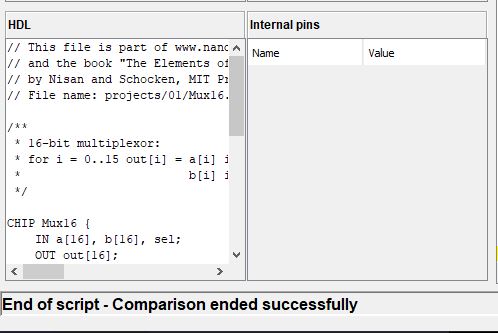 HDL
Internal pins
// This file is part of www.nanc
// and the book "The Elements of
// by Nisan and Schocken, MIT Pr
// File name: projects/01/Mux16.
/**
* 16-bit multiplexor:
* for i = 0..15 out[i] = a[i] i
* b[i] i
*/
CHIP Mux16 {
IN a[16], b[16], sel;
OUT out[16];
Name Value
End of script - Comparison ended successfully